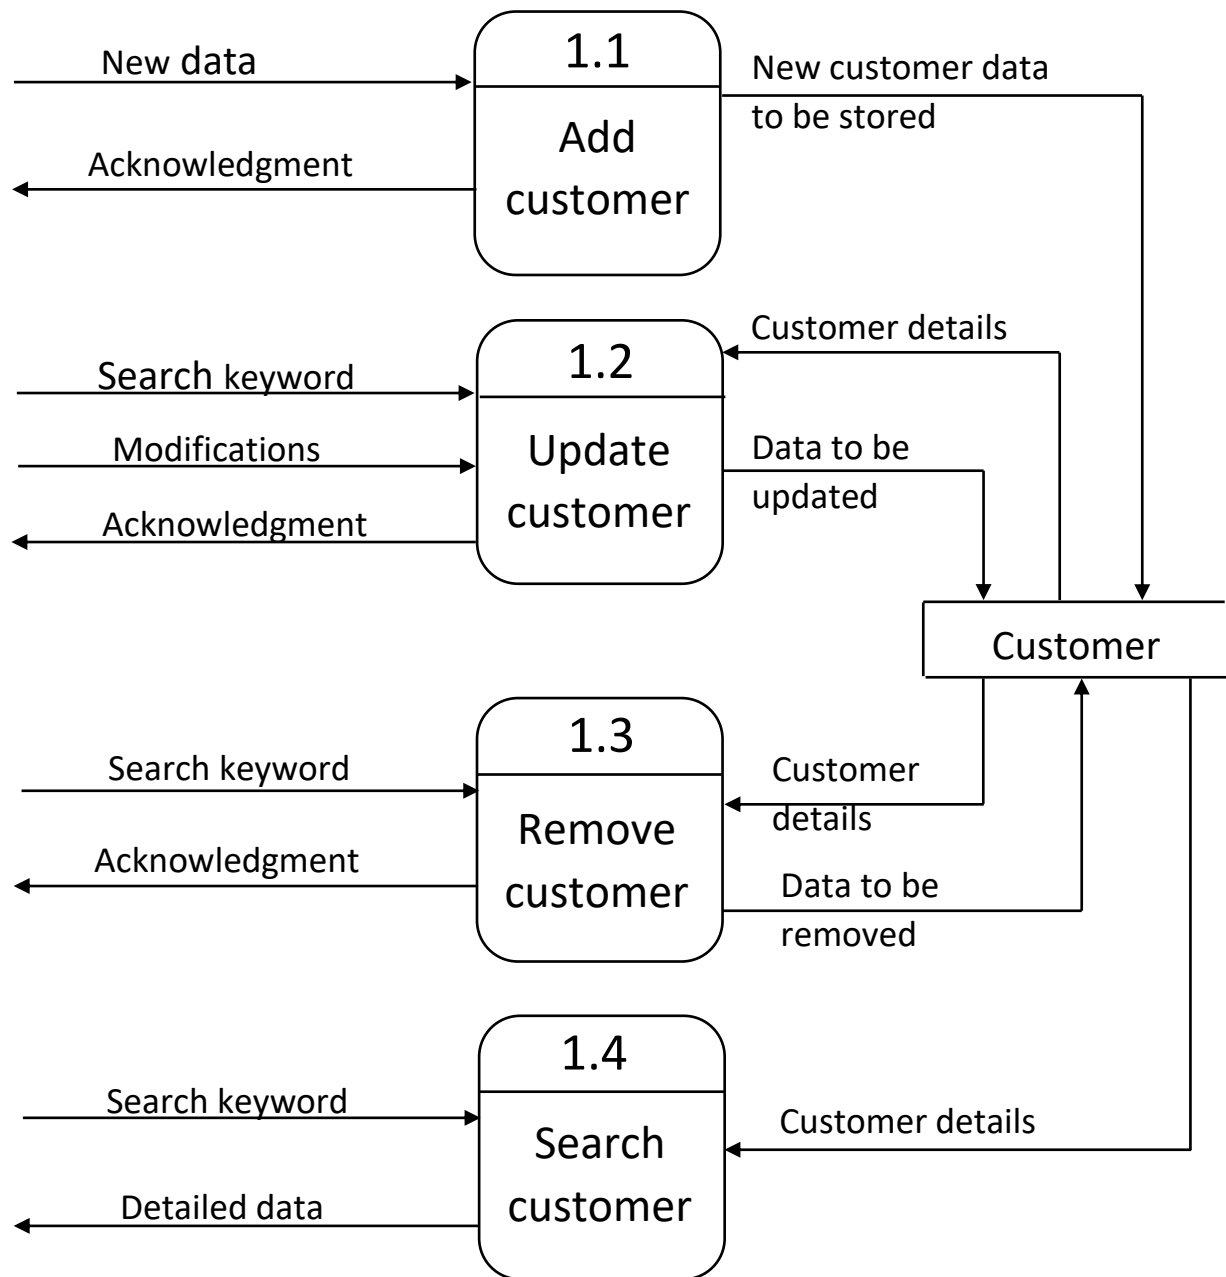 1.1
New data
New customer data
to be stored
Add
customer
Acknowledgment
1.2
Customer details
Search keyword
Modifications
Update
customer
Data to be
updated
Acknowledgment
Customer
1.3
Search keyword
Customer
details
Remove
customer
Acknowledgment
Data to be
removed
1.4
Search keyword
Customer details
Search
customer
Detailed data